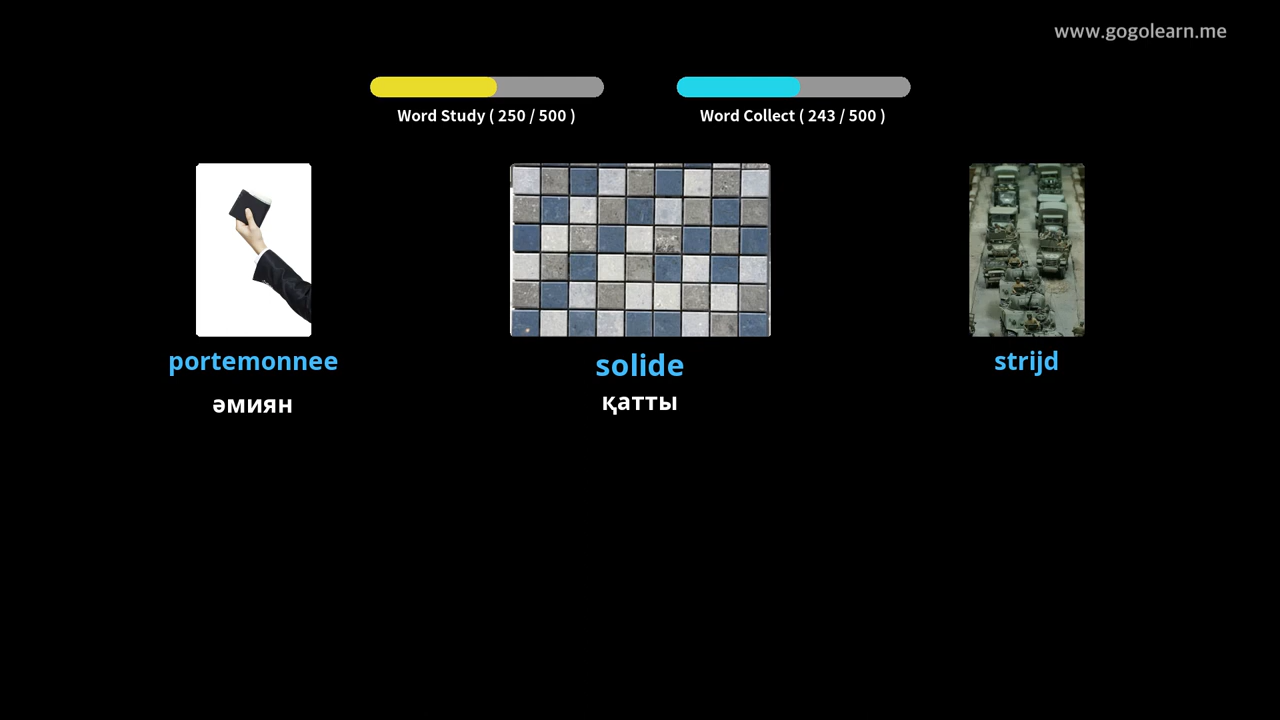 www.gogolearn.me
Word Study ( 250 / 500 )
Word Collect ( 243 / 500 )
portemonnee
әмиян
solide
қатты
strijd